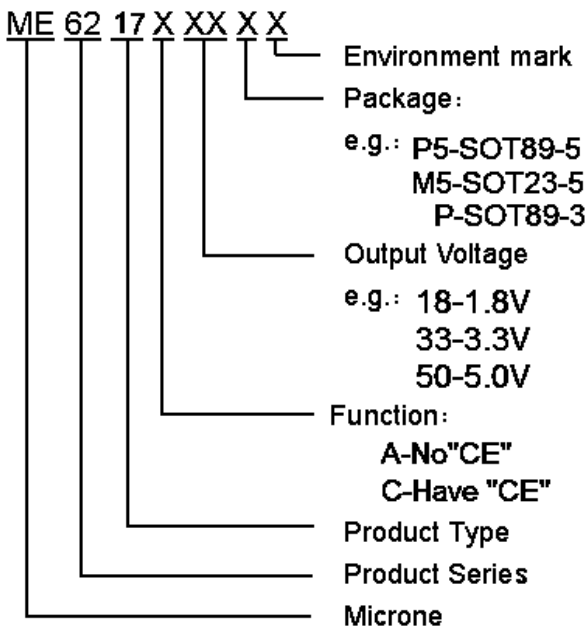 ME 62 17 X XX X X
Environment mark
Package:
e.g.: P5-SOT89-5
M5-SOT23-5
P-SOT89-3
Output Voltage
e.g.: 18-1.8V
33-3.3V
50-5.0V
Function:
A-No"CE"
C-Have "CE"
Product Type
Product Series
Microne